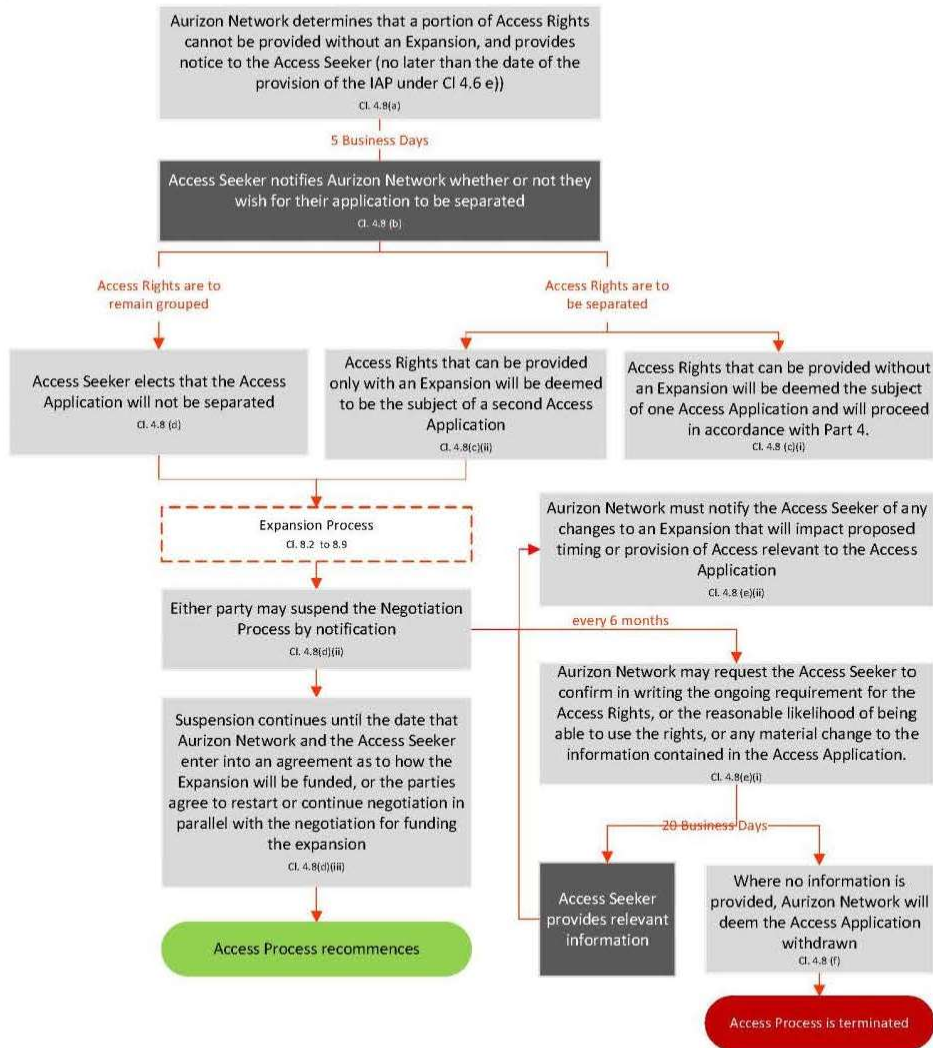 Aurizon Network determines that a portion of Access Rights
cannot be provided without an Expansion, and provides
notice to the Access Seeker (no later than the date of the
provision of the IAP under Cl 4.6 e))
Cl. 4.8(a)
5 Business Days
Access Seeker notifies Aurizon Network whether or not they
wish for their application to be separated
Cl. 4.8 (b)
Access Rights are to
remain grouped
Access Rights are to
be separated
Access Seeker elects that the Access
Application will not be separated
Cl. 4.8 (d)
Access Rights that can be provided
only with an Expansion will be deemed
to be the subject of a second Access
Application
Cl. 4.8(c)(ii)
Access Rights that can be provided without
an Expansion will be deemed the subject
of one Access Application and will proceed
in accordance with Part 4.
Cl. 4.8 (c)(i)
Expansion Process
Cl. 8.2 to 8.9
Aurizon Network must notify the Access Seeker of any
changes to an Expansion that will impact proposed
timing or provision of Access relevant to the Access
Application
Cl. 4.8 (e)(ii)
Either party may suspend the Negotiation
Process by notification
Cl. 4.8(d)(ii)
every 6 months
Aurizon Network may request the Access Seeker to
confirm in writing the ongoing requirement for the
Access Rights, or the reasonable likelihood of being
able to use the rights, or any material change to the
information contained in the Access Application.
Cl. 4.8(e)(i)
Suspension continues until the date that
Aurizon Network and the Access Seeker
enter into an agreement as to how the
Expansion will be funded, or the parties
agree to restart or continue negotiation in
parallel with the negotiation for funding
the expansion
Cl. 4.8(d)(iii)
20 Business Days
Access Seeker
provides relevant
information
Where no information is
provided, Aurizon Network will
deem the Access Application
withdrawn
Cl. 4.8 (f)
Access Process recommences
Access Process is terminated